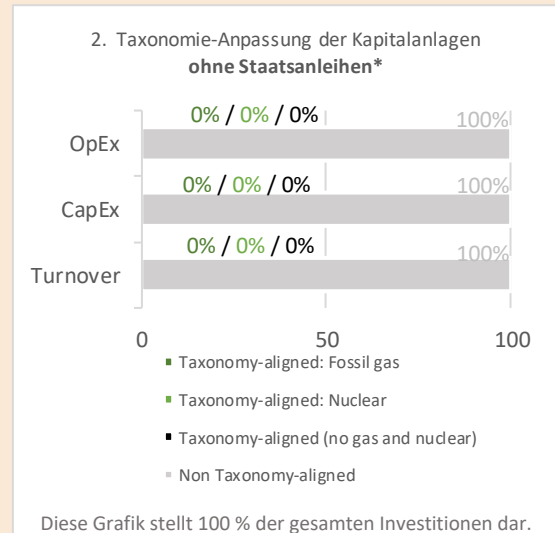 2. Taxonomie-Anpassung der Kapitalanlagen
ohne Staatsanleihen*
0% / 0% / 0%
100%
OpEx
0% / 0% / 0%
100%
CapEx
0% / 0% / 0%
100%
Turnover
0 50 100
Taxonomy-aligned: Fossil gas
Taxonomy-aligned: Nuclear
Taxonomy-aligned (no gas and nuclear)
Non Taxonomy-aligned
Diese Grafik stellt 100 % der gesamten Investitionen dar.